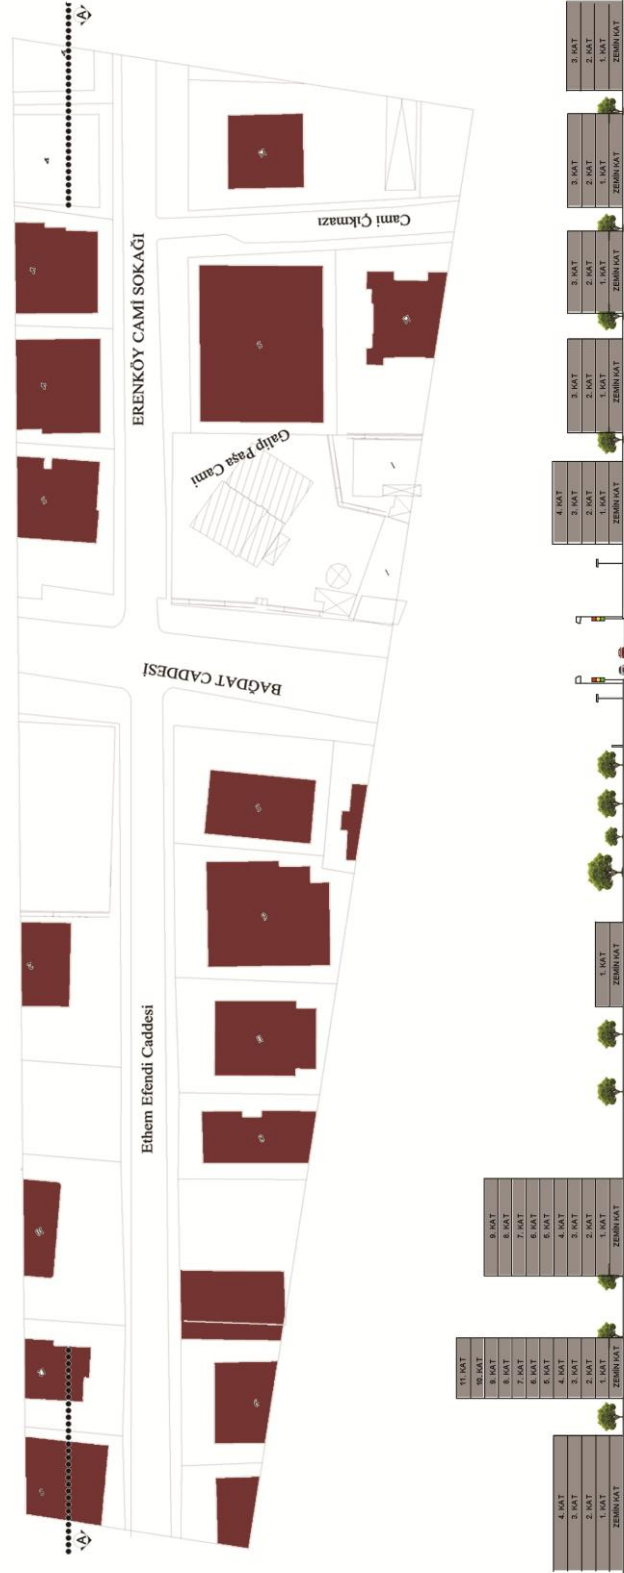 A
ERENKÖY CAMİ SOKAĞI
Cami Çıkmazı
Galip Paşa Cami
BAĞDAT CADDESİ
Ethem Efendi Caddesi
A
3. KAT
2. KAT
1. KAT
ZEMİN KAT
3. KAT
2. KAT
1. KAT
ZEMİN KAT
3. KAT
2. KAT
1. KAT
ZEMİN KAT
3. KAT
2. KAT
1. KAT
ZEMİN KAT
4. KAT
3. KAT
2. KAT
1. KAT
ZEMİN KAT
1. KAT
ZEMİN KAT
9. KAT
8. KAT
7. KAT
6. KAT
5. KAT
4. KAT
3. KAT
2. KAT
1. KAT
ZEMİN KAT
11. KAT
10. KAT
9. KAT
8. KAT
7. KAT
6. KAT
5. KAT
4. KAT
3. KAT
2. KAT
1. KAT
ZEMİN KAT
4. KAT
3. KAT
2. KAT
1. KAT
ZEMİN KAT